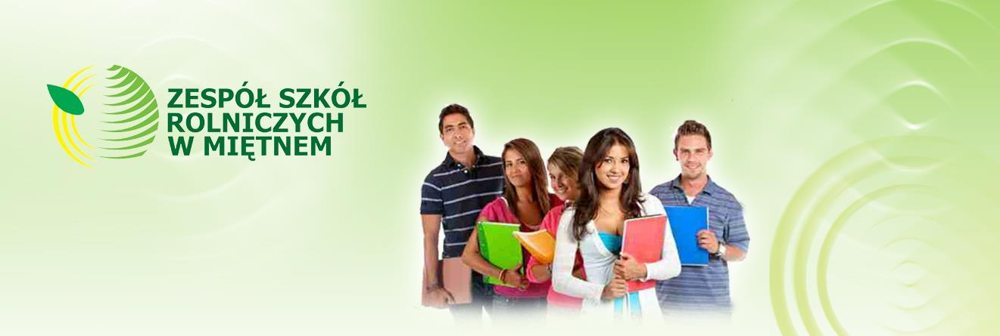 ZESPÓŁ SZKÓŁ
ROLNICZYCH
W MIĘTNEM